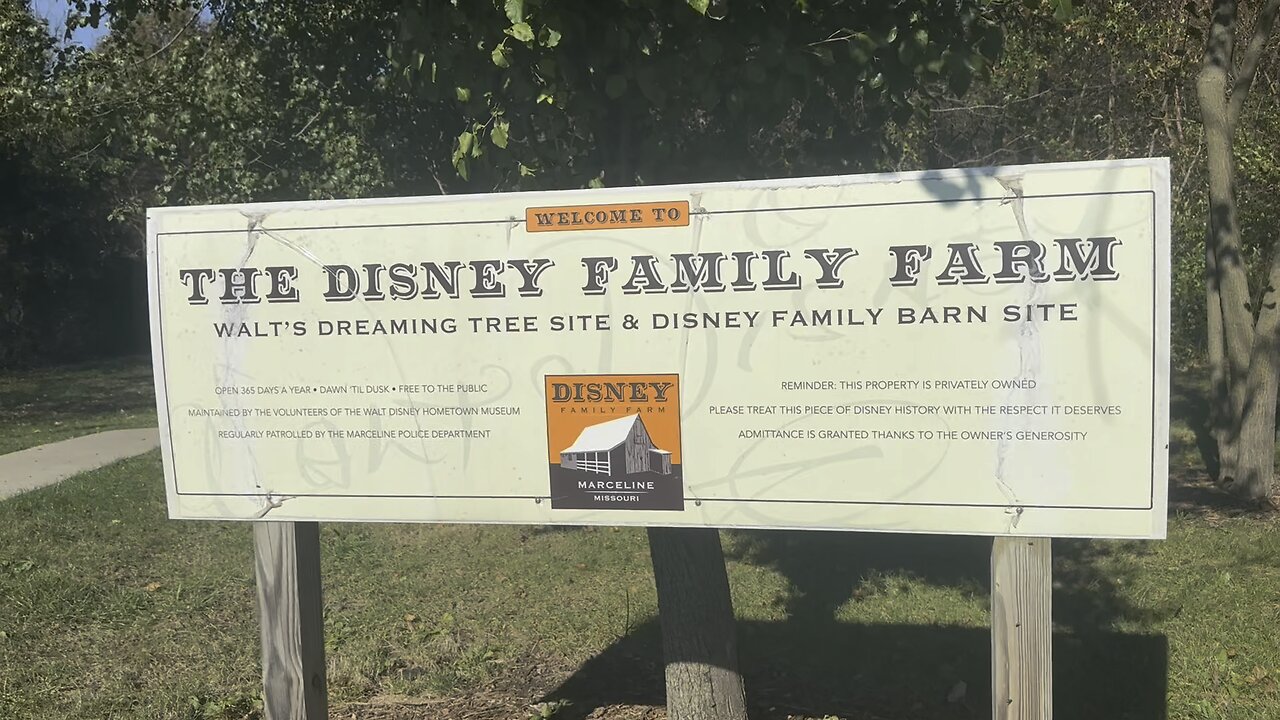 WELCOME TO
THE DISNEY FAMILY FARM
WALT'S DREAMING TREE SITE & DISNEY FAMILY BARN SITE
OPEN 365 DAYS A YEAR • DAWN 'TIL DUSK • FREE TO THE PUBLIC
MAINTAINED BY THE VOLUNTEERS OF THE WALT DISNEY HOMETOWN MUSEUM
REGULARLY PATROLLED BY THE MARCELINE POLICE DEPARTMENT
DISNEY
FAMILY FARM
MARCELINE
MISSOURI
REMINDER: THIS PROPERTY IS PRIVATELY OWNED
PLEASE TREAT THIS PIECE OF DISNEY HISTORY WITH THE RESPECT IT DESERVES
ADMITTANCE IS GRANTED THANKS TO THE OWNER'S GENEROSITY